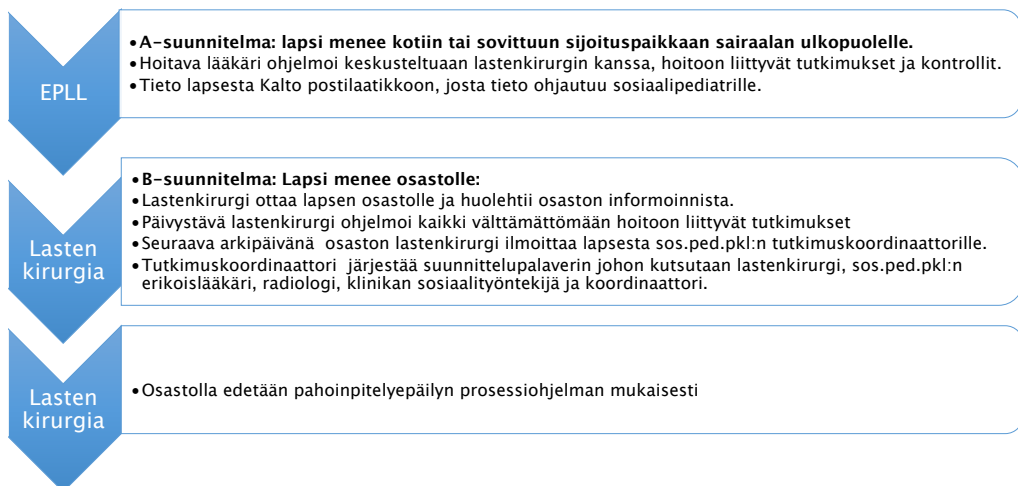 EPLL
•A-suunnitelma: lapsi menee kotiin tai sovittuun sijoituspaikkaan sairaalan ulkopuolelle.
•Hoitava lääkäri ohjelmoi keskusteltuaan lastenkirurgin kanssa, hoitoon liittyvät tutkimukset ja kontrollit.
•Tieto lapsesta Kalto postilaatikkoon, josta tieto ohjautuu sosiaalipediatrille.
Lasten
kirurgia
•B-suunnitelma: Lapsi menee osastolle:
•Lastenkirurgi ottaa lapsen osastolle ja huolehtii osaston informoinnista.
•Päivystävä lastenkirurgi ohjelmoi kaikki välttämättömään hoitoon liittyvät tutkimukset
•Seuraava arkipäivänä osaston lastenkirurgi ilmoittaa lapsesta sos.ped.pkl:n tutkimuskoordinaattorille.
•Tutkimuskoordinaattori järjestää suunnittelupalaverin johon kutsutaan lastenkirurgi, sos.ped.pkl:n
erikoislääkäri, radiologi, klinikan sosiaalityöntekijä ja koordinaattori.
Lasten
kirurgia
•Osastolla edetään pahoinpitelyepäilyn prosessiohjelman mukaisesti